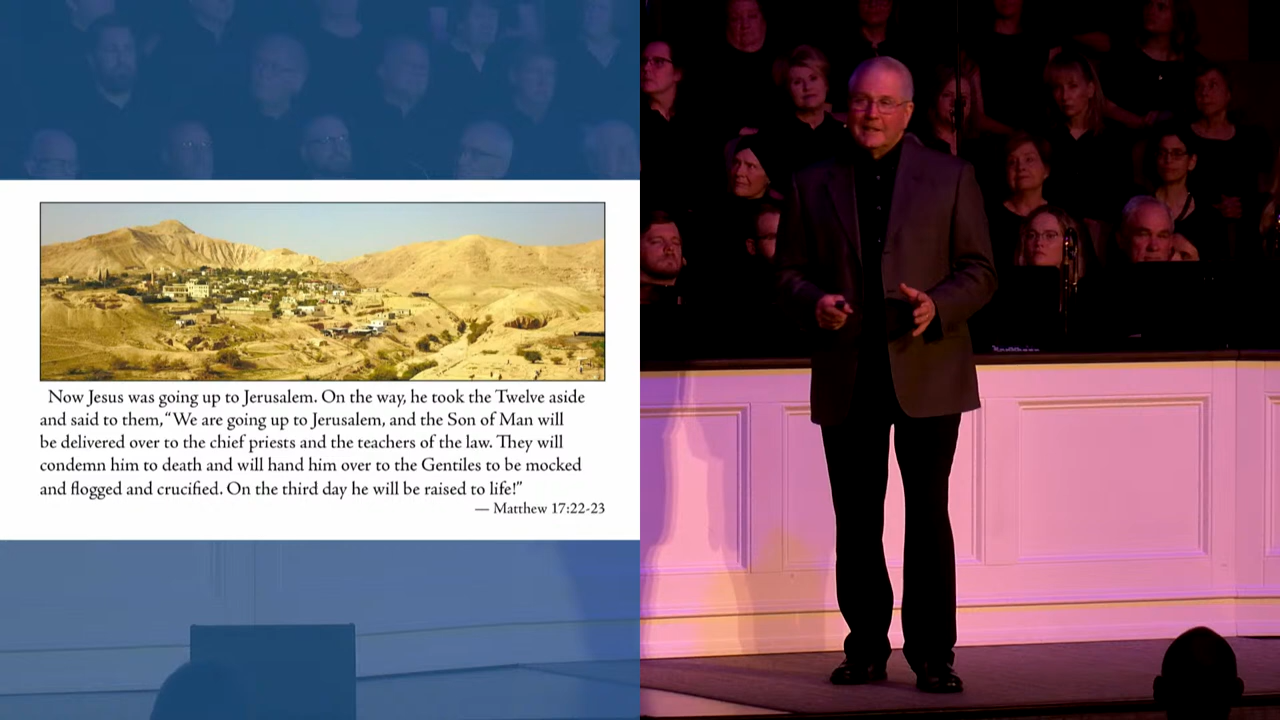 Now Jesus was going up to Jerusalem. On the way, he took the Twelve aside
and said to them, “We are going up to Jerusalem, and the Son of Man will
be delivered over to the chief priests and the teachers of the law. They will
condemn him to death and will hand him over to the Gentiles to be mocked
and flogged and crucified. On the third day he will be raised to life!”
— Matthew 17:22-23